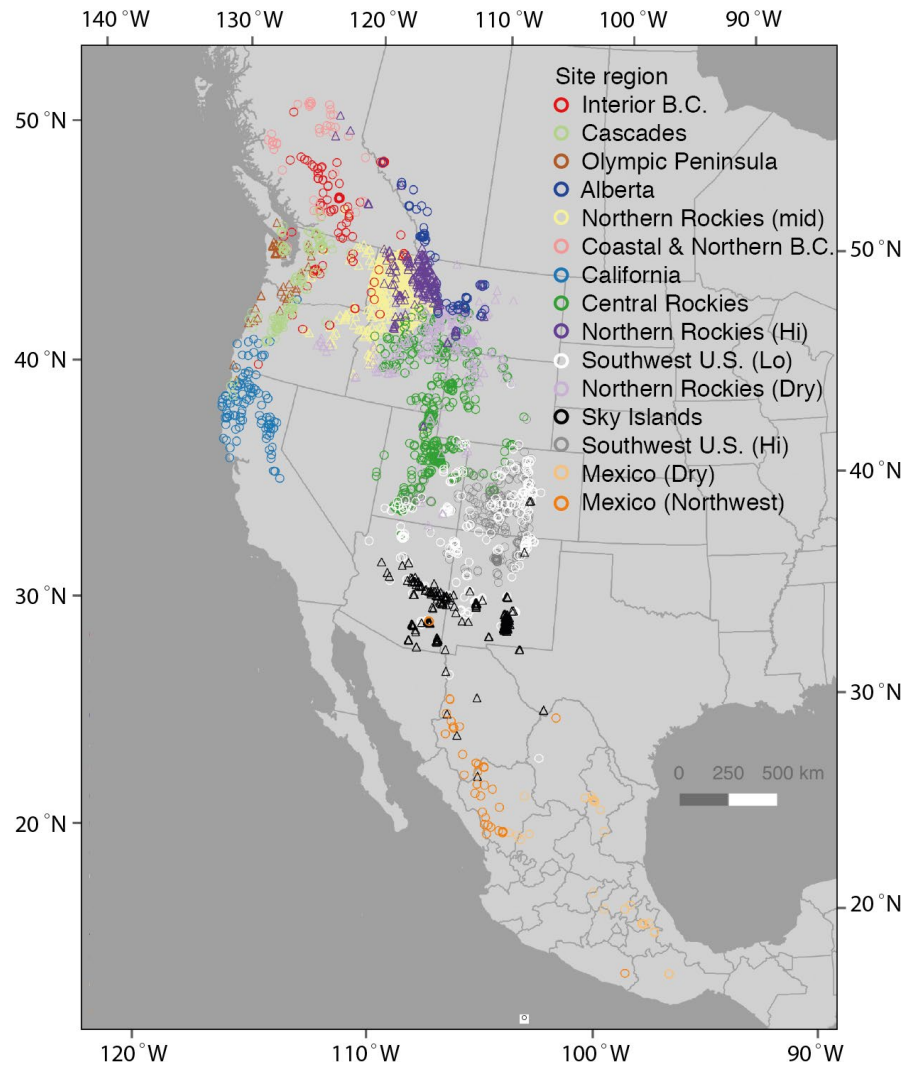 140 °W 130 °W 120 °W 110 °W 100 °W 90 °W
Site region
Interior B.C.
Cascades
Olympic Peninsula
Alberta
Northern Rockies (mid)
Coastal & Northern B.C.
California
Central Rockies
Northern Rockies (Hi)
Southwest U.S. (Lo)
Northern Rockies (Dry)
Sky Islands
Southwest U.S. (Hi)
Mexico (Dry)
Mexico (Northwest)
50 °N
40 °N
30 °N
20 °N
50 °N
40 °N
30 °N
20 °N
0 250 500 km
120 °W 110 °W 100 °W 90 °W